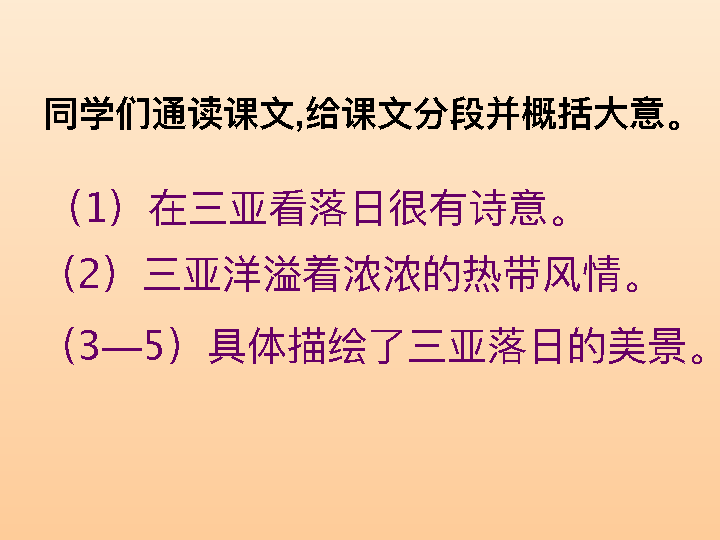 同学们通读课文,给课文分段并概括大意。
（1）在三亚看落日很有诗意。
（2）三亚洋溢着浓浓的热带风情。
（3—5）具体描绘了三亚落日的美景。